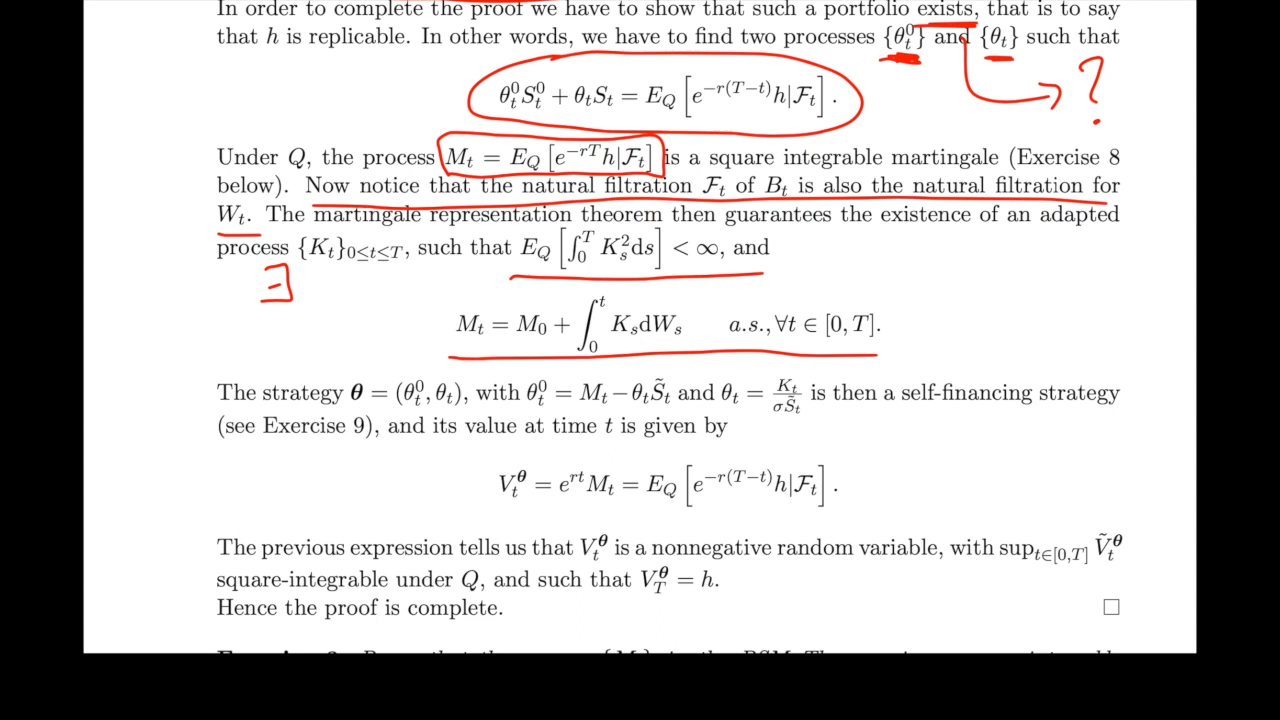 In order to complete the proof we have to show that such a portfolio exists, that is to say
that h is replicable. In other words, we have to find two processes {θ_t^0} and {θ_t} such that
?
θ_t^0 S_t^0 + θ_t S_t = E_Q [e^{−r(T−t)} h|ℱ_t] .
Under Q, the process M_t = E_Q [e^{−rT} h|ℱ_t] is a square integrable martingale (Exercise 8
below). Now notice that the natural filtration ℱ_t of B_t is also the natural filtration for
W_t. The martingale representation theorem then guarantees the existence of an adapted
process {K_t}_{0≤t≤T}, such that E_Q [∫_0^T K_s^2 ds] < ∞, and
∃
M_t = M_0 + ∫_0^t K_s dW_s a.s., ∀t ∈ [0, T].
The strategy θ = (θ_t^0, θ_t), with θ_t^0 = M_t − θ_t S̃_t and θ_t = K_t/(σS̃_t) is then a self-financing strategy
(see Exercise 9), and its value at time t is given by
V_t^θ = e^{rt} M_t = E_Q [e^{−r(T−t)} h|ℱ_t] .
The previous expression tells us that V_t^θ is a nonnegative random variable, with sup_{t∈[0,T]} Ṽ_t^θ
square-integrable under Q, and such that V_T^θ = h.
Hence the proof is complete. □